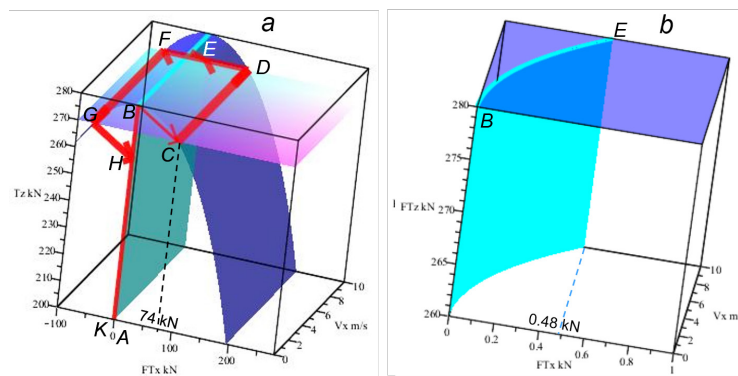 a
F
E
D
280
270
G
B
260
H
C
250
Tz kN
240
230
220
210
200
-100
K
0
A
74 kN
100
200
FTx kN
0
2
4
6
8
10
Vx m/s
b
E
280
B
275
l FTz kN
270
265
260
0
0.2
0.4
0.48 kN
0.6
0.8
1
FTx kN
0
2
4
6
8
10
Vx m